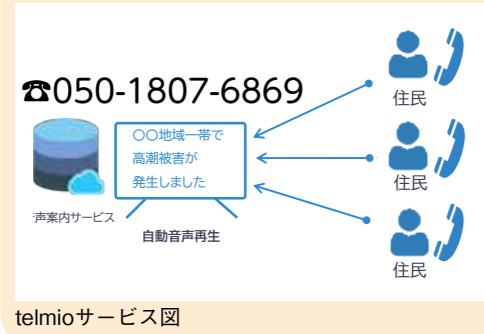 ☎050-1807-6869
〇〇地域一帯で
高潮被害が
発生しました
声案内サービス
自動音声再生
住民
住民
住民
telmioサービス図